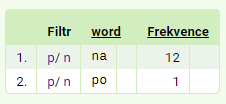 Filtr word Frekvence
1. p / n na 12
2. p / n po 1